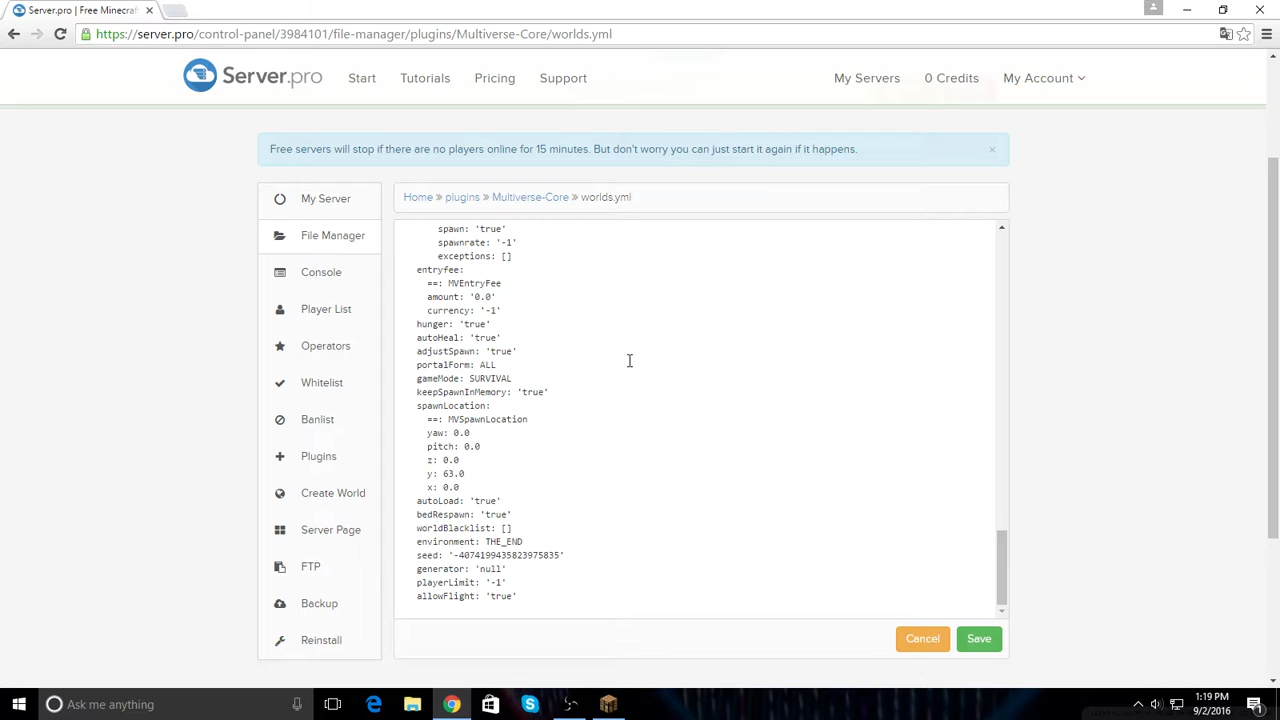 Server.pro | Free Minecraf
https://server.pro/control-panel/3984101/file-manager/plugins/Multiverse-Core/worlds.yml
Server.pro
Start
Tutorials
Pricing
Support
My Servers
0 Credits
My Account
Free servers will stop if there are no players online for 15 minutes. But don't worry you can just start it again if it happens.
×
My Server
File Manager
Console
Player List
Operators
Whitelist
Banlist
Plugins
Create World
Server Page
FTP
Backup
Reinstall
Home » plugins » Multiverse-Core » worlds.yml
spawn: 'true'
spawnrate: '-1'
exceptions: []
entryfee:
==: MVEntryFee
amount: '0.0'
currency: '-1'
hunger: 'true'
autoHeal: 'true'
adjustSpawn: 'true'
portalForm: ALL
gameMode: SURVIVAL
keepSpawnInMemory: 'true'
spawnLocation:
==: MVSpawnLocation
yaw: 0.0
pitch: 0.0
z: 0.0
y: 63.0
x: 0.0
autoLoad: 'true'
bedRespawn: 'true'
worldBlacklist: []
environment: THE_END
seed: '-4074199435823975835'
generator: 'null'
playerLimit: '-1'
allowFlight: 'true'
Cancel
Save
Ask me anything
1:19 PM
9/2/2016